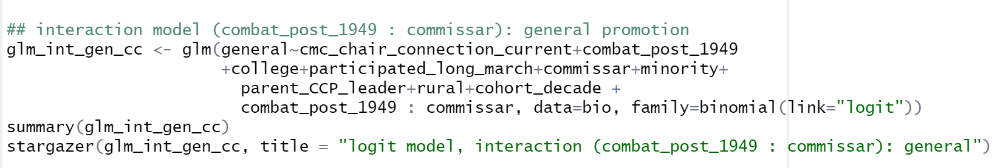 ## interaction model (combat_post_1949 : commissar): general promotion
glm_int_gen_cc <- glm(general~cmc_chair_connection_current+combat_post_1949
+college+participated_long_march+commissar+minority+
parent_CCP_leader+rural+cohort_decade +
combat_post_1949 : commissar, data=bio, family=binomial(link="logit"))
summary(glm_int_gen_cc)
stargazer(glm_int_gen_cc, title = "logit model, interaction (combat_post_1949 : commissar): general")